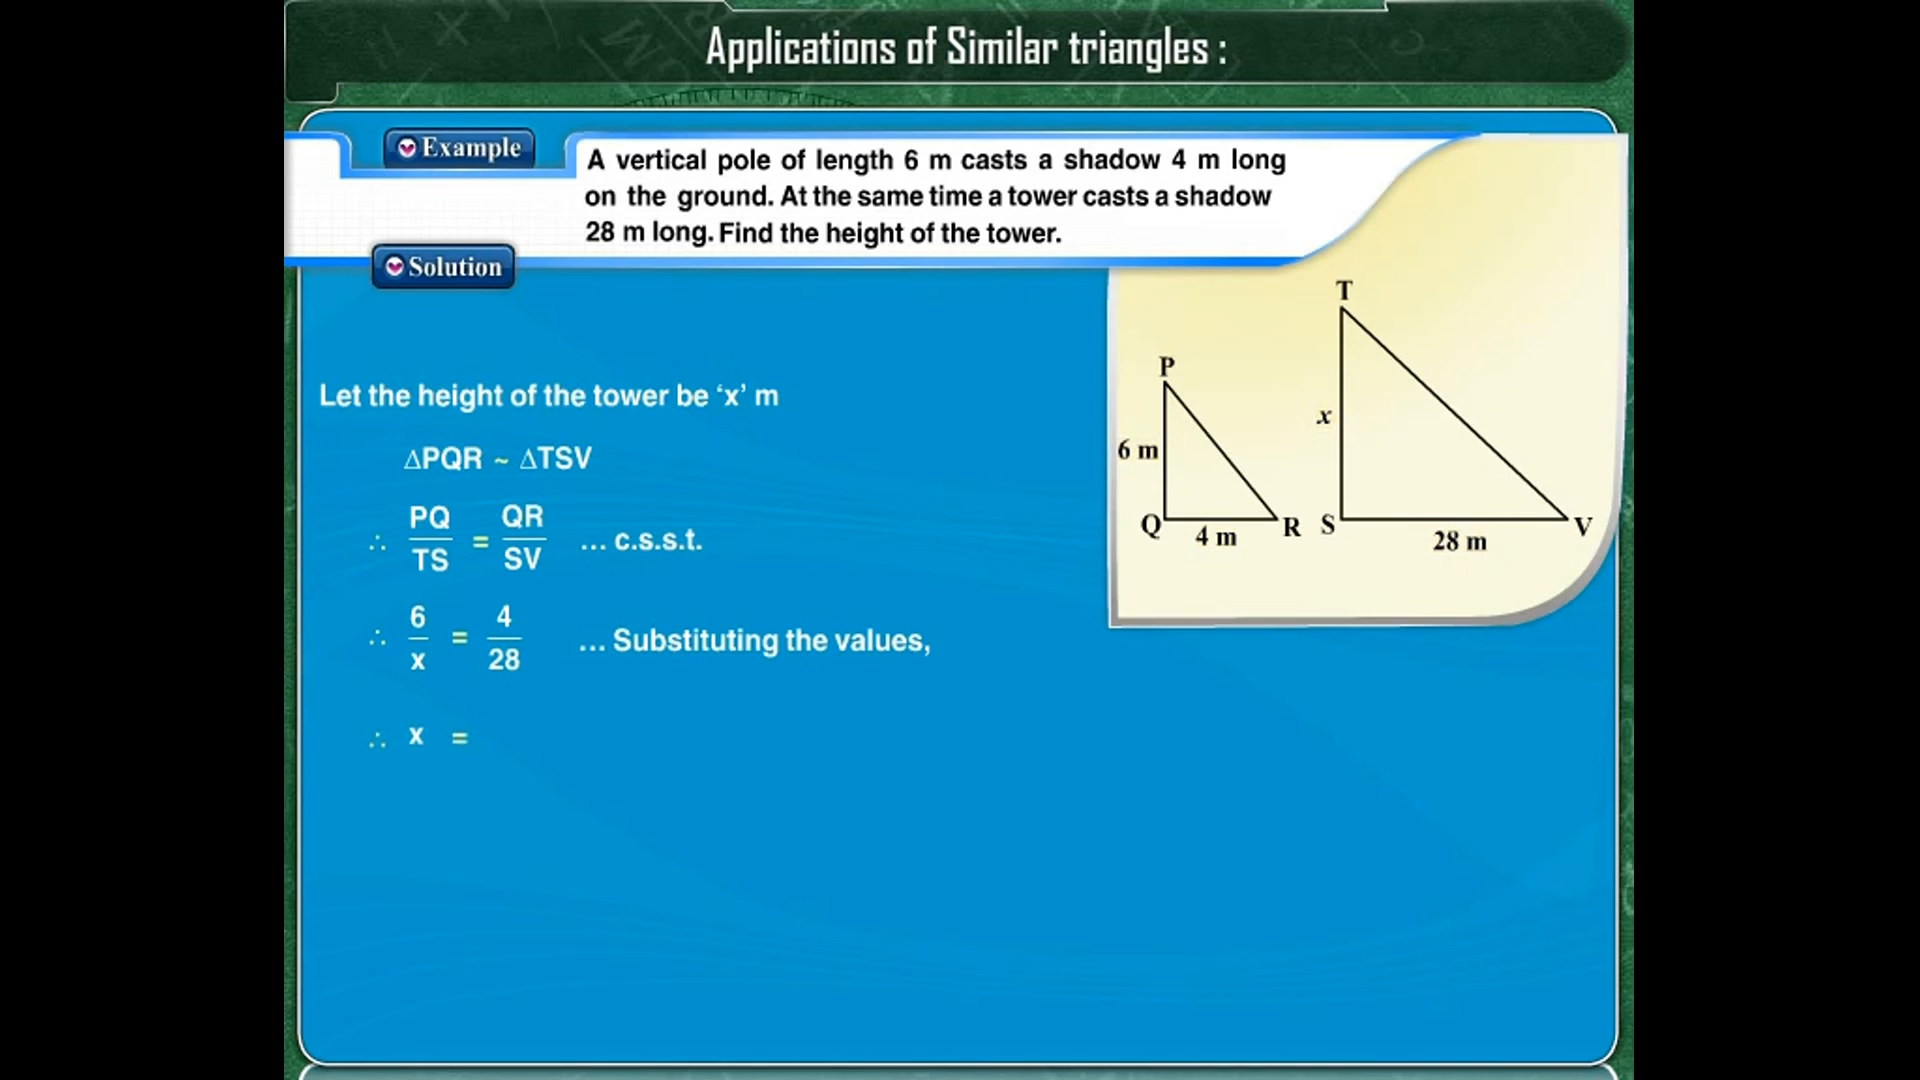 Applications of Similar triangles :
Example
A vertical pole of length 6 m casts a shadow 4 m long
on the ground. At the same time a tower casts a shadow
28 m long. Find the height of the tower.
Solution
Let the height of the tower be ‘x’ m
∆PQR ~ ∆TSV
∴ PQ/TS = QR/SV ... c.s.s.t.
∴ 6/x = 4/28 ... Substituting the values,
∴ x =
T
P
x
6 m
Q
4 m
R
S
28 m
V